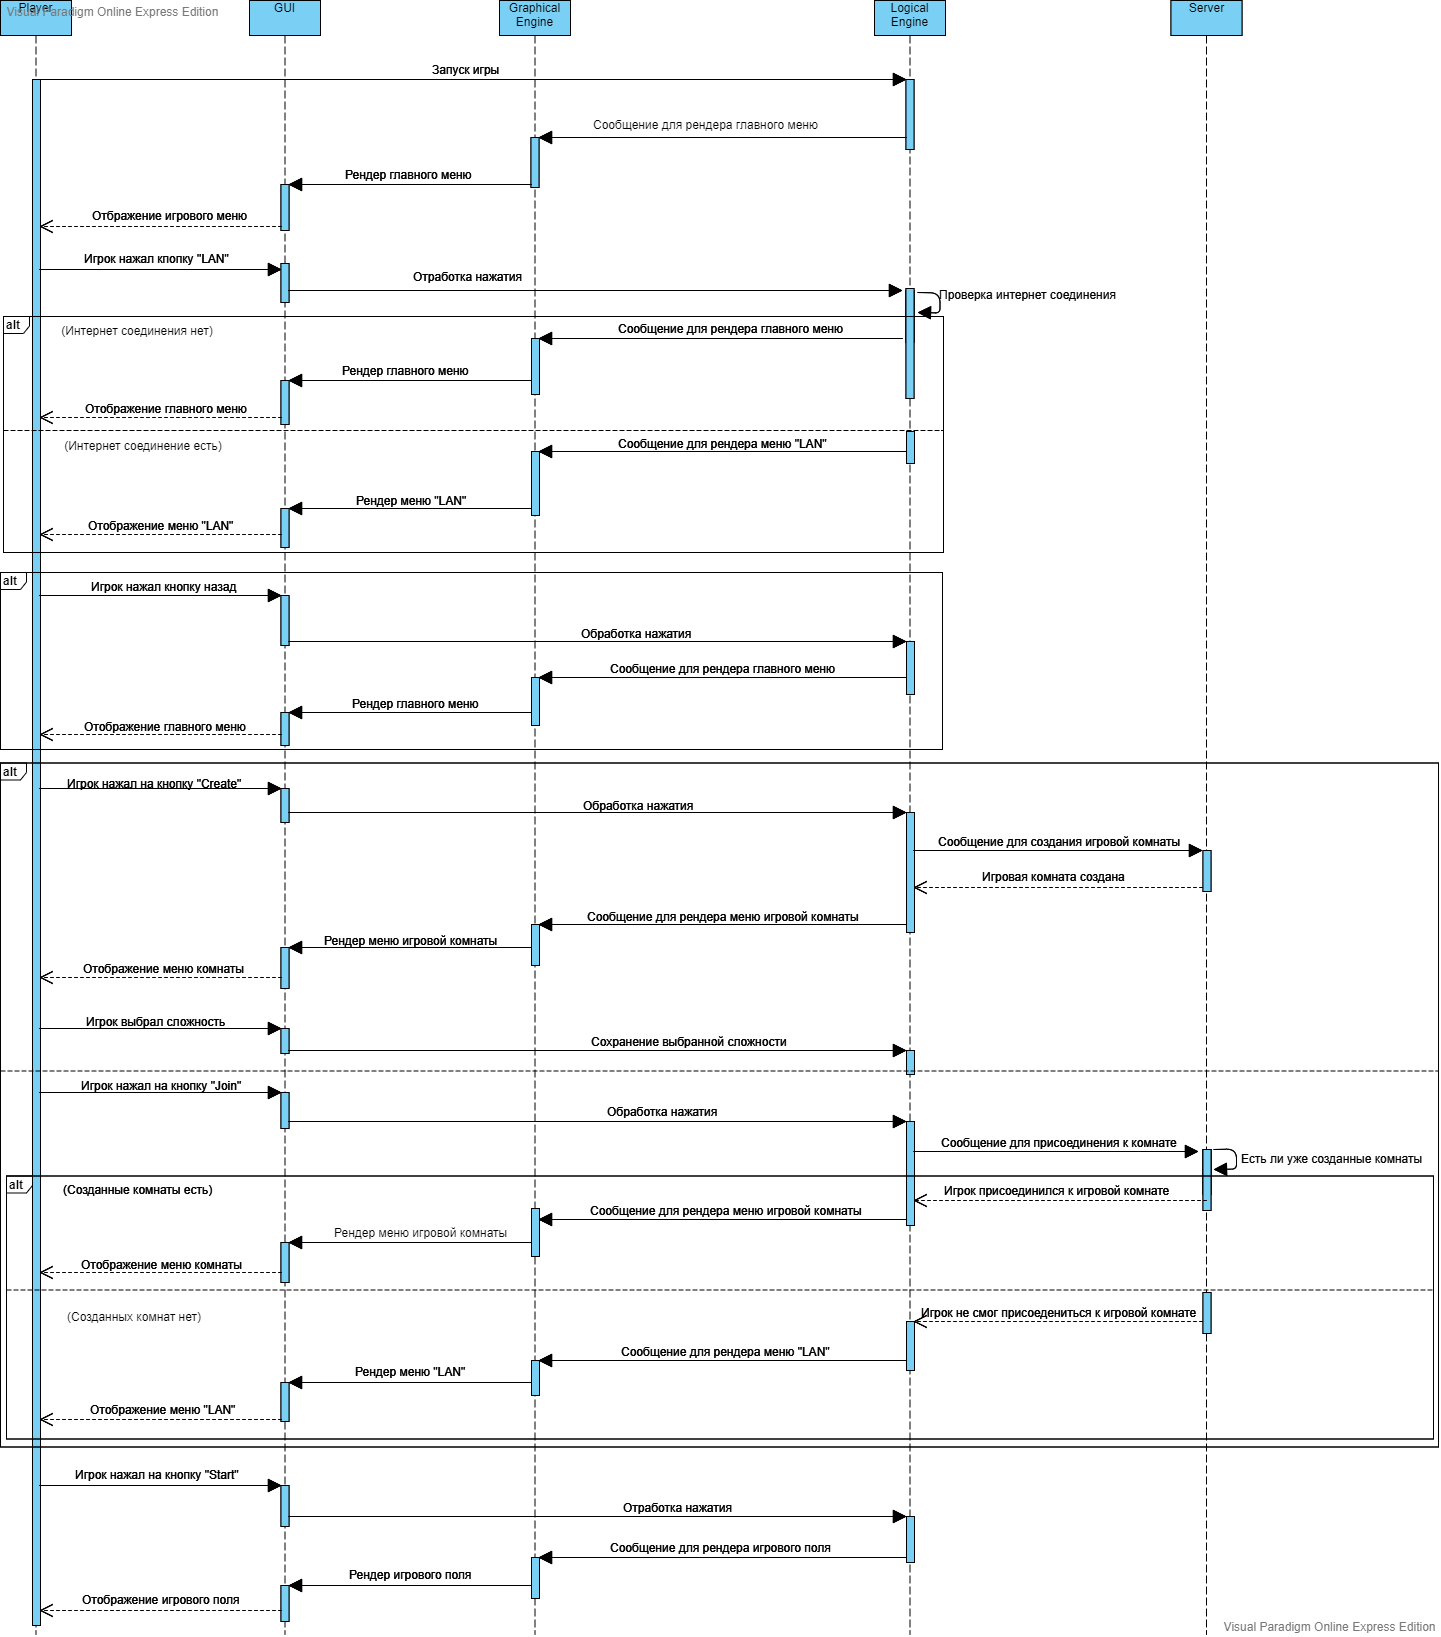 Player
Visual Paradigm Online Express Edition
GUI
Graphical
Engine
Logical
Engine
Server
Запуск игры
Сообщение для рендера главного меню
Рендер главного меню
Отбражение игрового меню
Игрок нажал кпопку "LAN"
Отработка нажатия
Проверка интернет соединения
alt
(Интернет соединения нет)
Сообщение для рендера главного меню
Рендер главного меню
Отображение главного меню
(Интернет соединение есть)
Сообщение для рендера меню "LAN"
Рендер меню "LAN"
Отображение меню "LAN"
alt
Игрок нажал кнопку назад
Обработка нажатия
Сообщение для рендера главного меню
Рендер главного меню
Отображение главного меню
alt
Игрок нажал на кнопку "Create"
Обработка нажатия
Сообщение для создания игровой комнаты
Игровая комната создана
Сообщение для рендера меню игровой комнаты
Рендер меню игровой комнаты
Отображение меню комнаты
Игрок выбрал сложность
Сохранение выбранной сложности
Игрок нажал на кнопку "Join"
Обработка нажатия
Сообщение для присоединения к комнате
Есть ли уже созданные комнаты
alt
(Созданные комнаты есть)
Игрок присоединился к игровой комнате
Сообщение для рендера меню игровой комнаты
Рендер меню игровой комнаты
Отображение меню комнаты
(Созданных комнат нет)
Игрок не смог присоедениться к игровой комнате
Сообщение для рендера меню "LAN"
Рендер меню "LAN"
Отображение меню "LAN"
Игрок нажал на кнопку "Start"
Отработка нажатия
Сообщение для рендера игрового поля
Рендер игрового поля
Отображение игрового поля
Visual Paradigm Online Express Edition